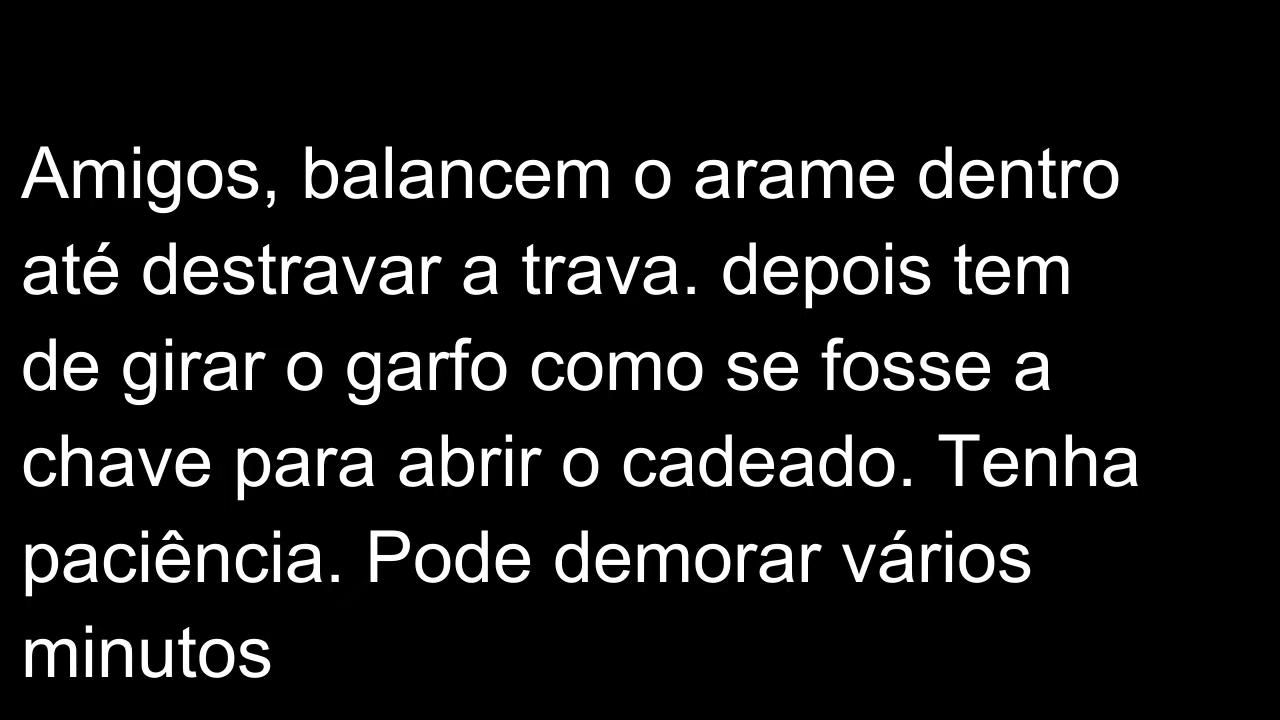 Amigos, balancem o arame dentro
até destravar a trava. depois tem
de girar o garfo como se fosse a
chave para abrir o cadeado. Tenha
paciência. Pode demorar vários
minutos